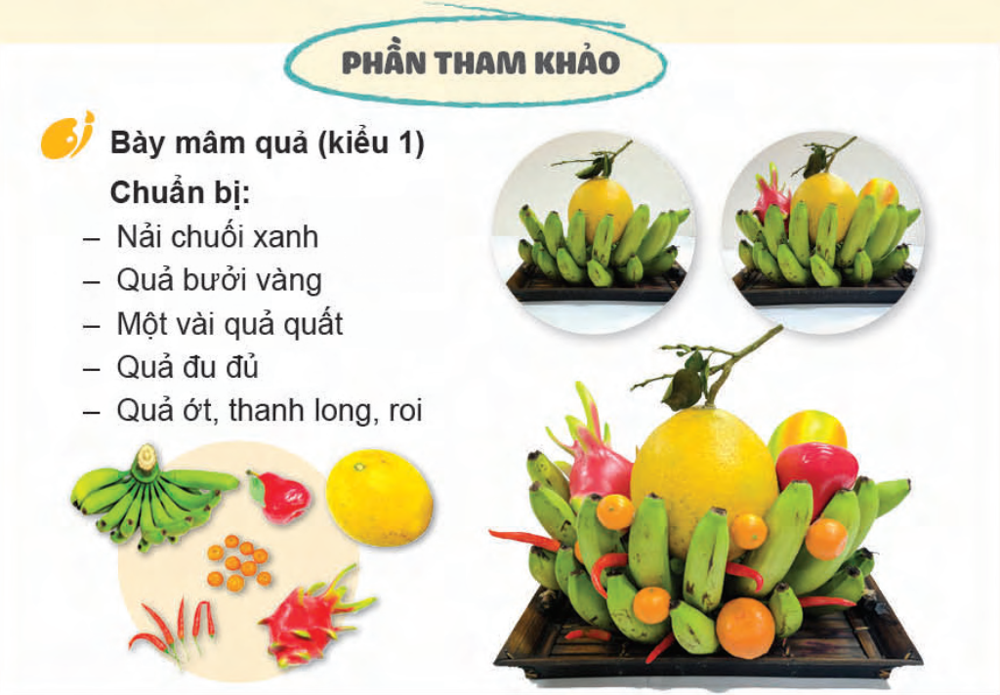 PHẦN THAM KHẢO
Bày mâm quả (kiểu 1)
Chuẩn bị:
– Nải chuối xanh
– Quả bưởi vàng
– Một vài quả quất
– Quả đu đủ
– Quả ớt, thanh long, roi